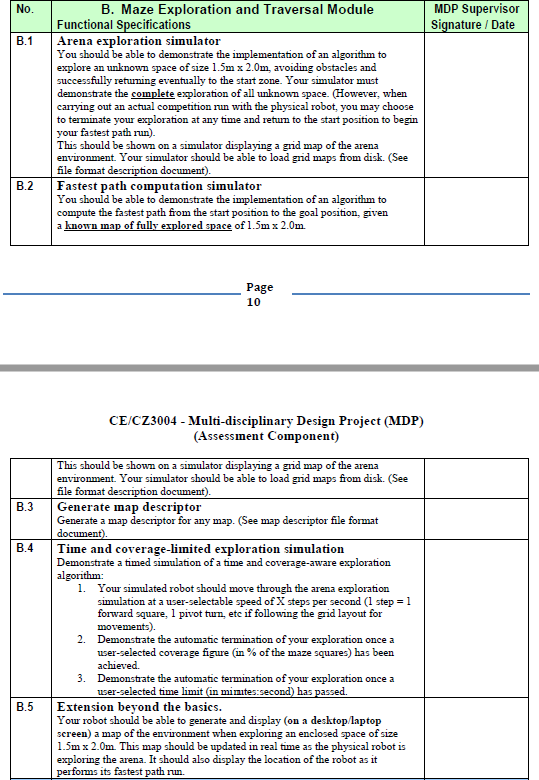 No.
B. Maze Exploration and Traversal Module
Functional Specifications
MDP Supervisor
Signature / Date
B.1
Arena exploration simulator
You should be able to demonstrate the implementation of an algorithm to
explore an unknown space of size 1.5m x 2.0m, avoiding obstacles and
successfully returning eventually to the start zone. Your simulator must
demonstrate the complete exploration of all unknown space. (However, when
carrying out an actual competition run with the physical robot, you may choose
to terminate your exploration at any time and return to the start position to begin
your fastest path run).
This should be shown on a simulator displaying a grid map of the arena
environment. Your simulator should be able to load grid maps from disk. (See
file format description document).
B.2
Fastest path computation simulator
You should be able to demonstrate the implementation of an algorithm to
compute the fastest path from the start position to the goal position, given
a known map of fully explored space of 1.5m x 2.0m.
Page
10
CE/CZ3004 - Multi-disciplinary Design Project (MDP)
(Assessment Component)
This should be shown on a simulator displaying a grid map of the arena
environment. Your simulator should be able to load grid maps from disk. (See
file format description document).
B.3
Generate map descriptor
Generate a map descriptor for any map. (See map descriptor file format
document).
B.4
Time and coverage-limited exploration simulation
Demonstrate a timed simulation of a time and coverage-aware exploration
algorithm:
1. Your simulated robot should move through the arena exploration
simulation at a user-selectable speed of X steps per second (1 step = 1
forward square, 1 pivot turn, etc if following the grid layout for
movements).
2. Demonstrate the automatic termination of your exploration once a
user-selected coverage figure (in % of the maze squares) has been
achieved.
3. Demonstrate the automatic termination of your exploration once a
user-selected time limit (in minutes:second) has passed.
B.5
Extension beyond the basics.
Your robot should be able to generate and display (on a desktop/laptop
screen) a map of the environment when exploring an enclosed space of size
1.5m x 2.0m. This map should be updated in real time as the physical robot is
exploring the arena. It should also display the location of the robot as it
performs its fastest path run.